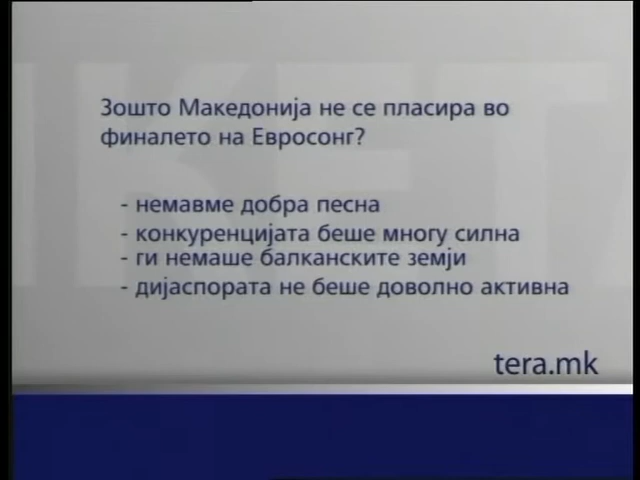 Зошто Македонија не се пласира во
финалето на Евросонг?
- немавме добра песна
- конкуренцијата беше многу силна
- ги немаше балканските земји
- дијаспората не беше доволно активна
tera.mk